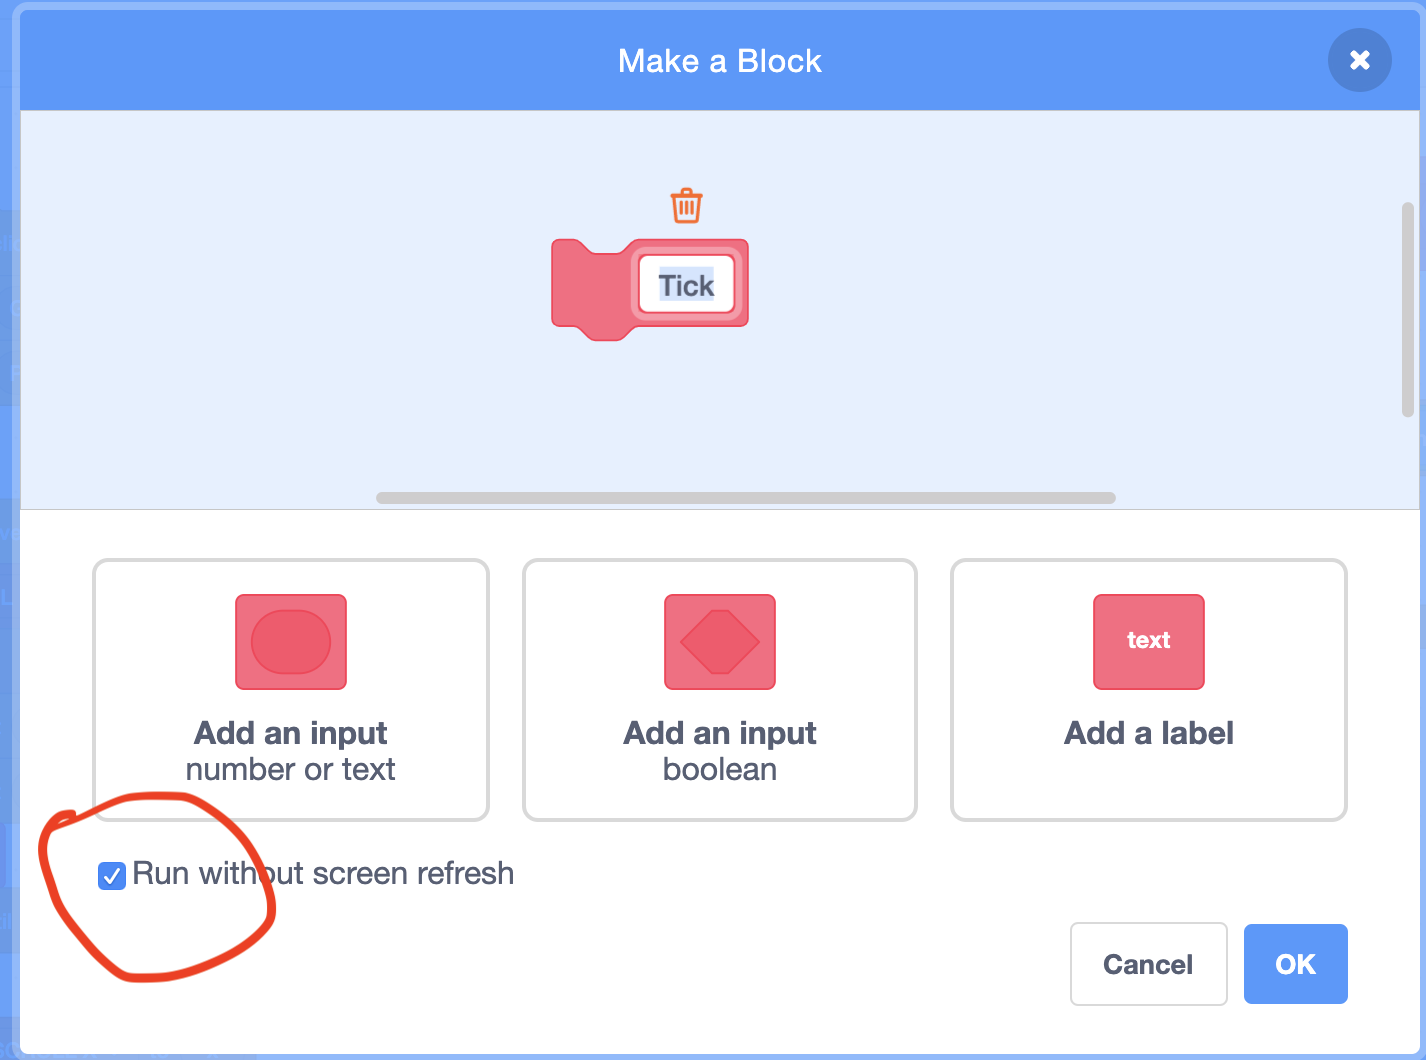 Make a Block
Tick
text
Add an input
number or text
Add an input
boolean
Add a label
Run without screen refresh
Cancel
OK